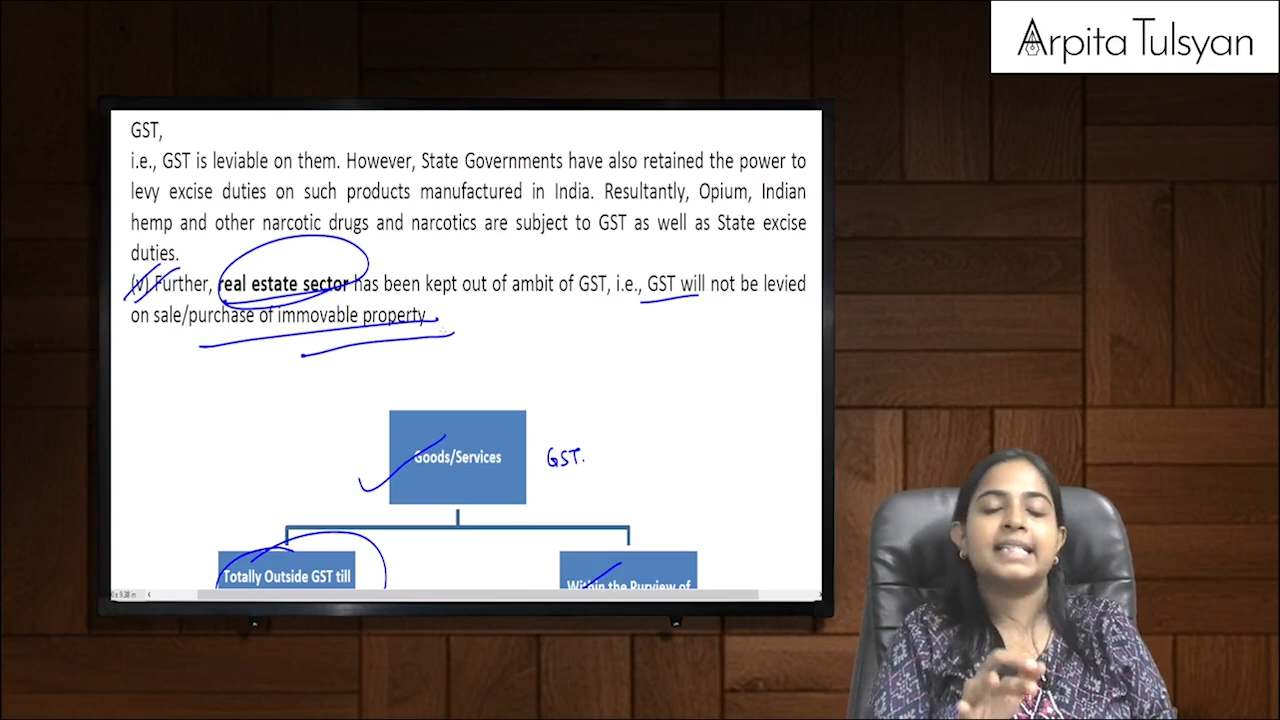 Arpita Tulsyan
GST,
i.e., GST is leviable on them. However, State Governments have also retained the power to
levy excise duties on such products manufactured in India. Resultantly, Opium, Indian
hemp and other narcotic drugs and narcotics are subject to GST as well as State excise
duties.
(v) Further, real estate sector has been kept out of ambit of GST, i.e., GST will not be levied
on sale/purchase of immovable property
Goods/Services
GST.
Totally Outside GST till
Within the Purview of